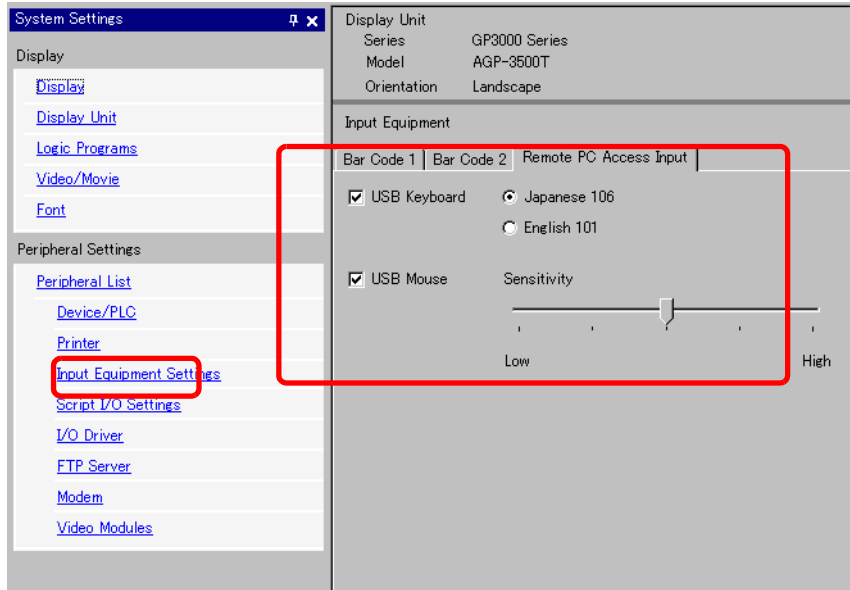 System Settings
Display
Display
Display Unit
Logic Programs
Video/Movie
Font
Peripheral Settings
Peripheral List
Device/PLC
Printer
Input Equipment Settings
Script I/O Settings
I/O Driver
FTP Server
Modem
Video Modules
Display Unit
Series GP3000 Series
Model AGP-3500T
Orientation Landscape
Input Equipment
Bar Code 1 Bar Code 2 Remote PC Access Input
USB Keyboard Japanese 106
English 101
USB Mouse Sensitivity
Low High